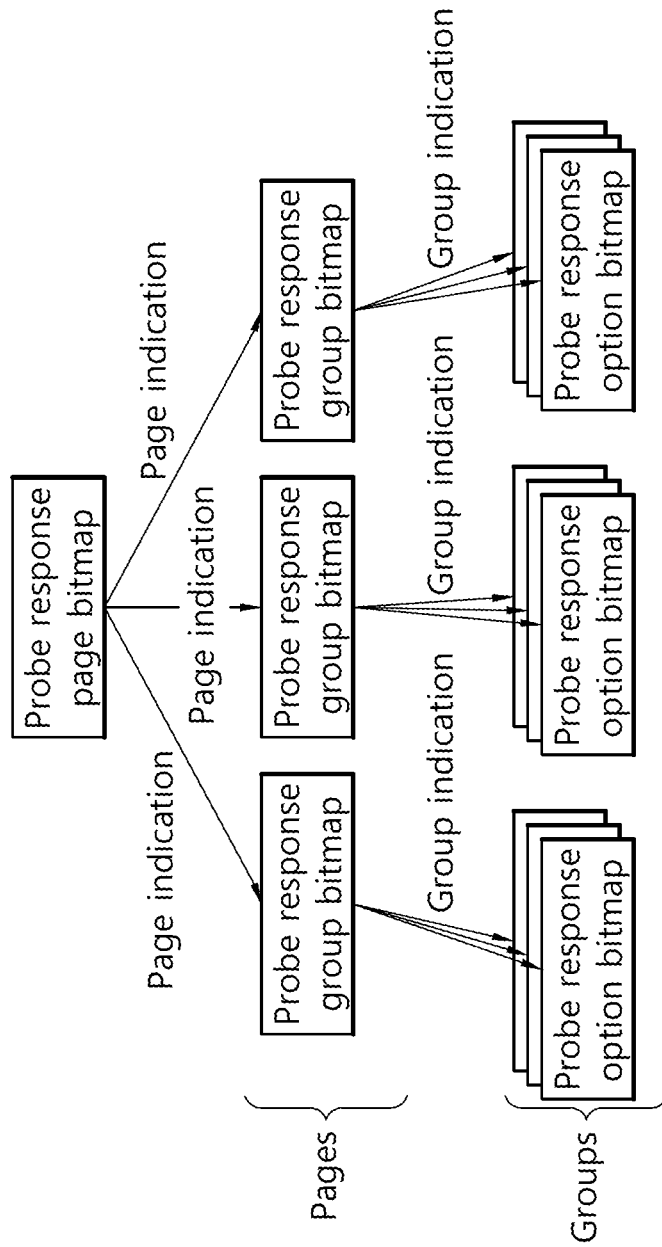 Probe response
page bitmap
Page indication
Page indication
Page indication
Pages
Probe response
group bitmap
Probe response
group bitmap
Probe response
group bitmap
Group indication
Group indication
Group indication
Groups
Probe response
option bitmap
Probe response
option bitmap
Probe response
option bitmap